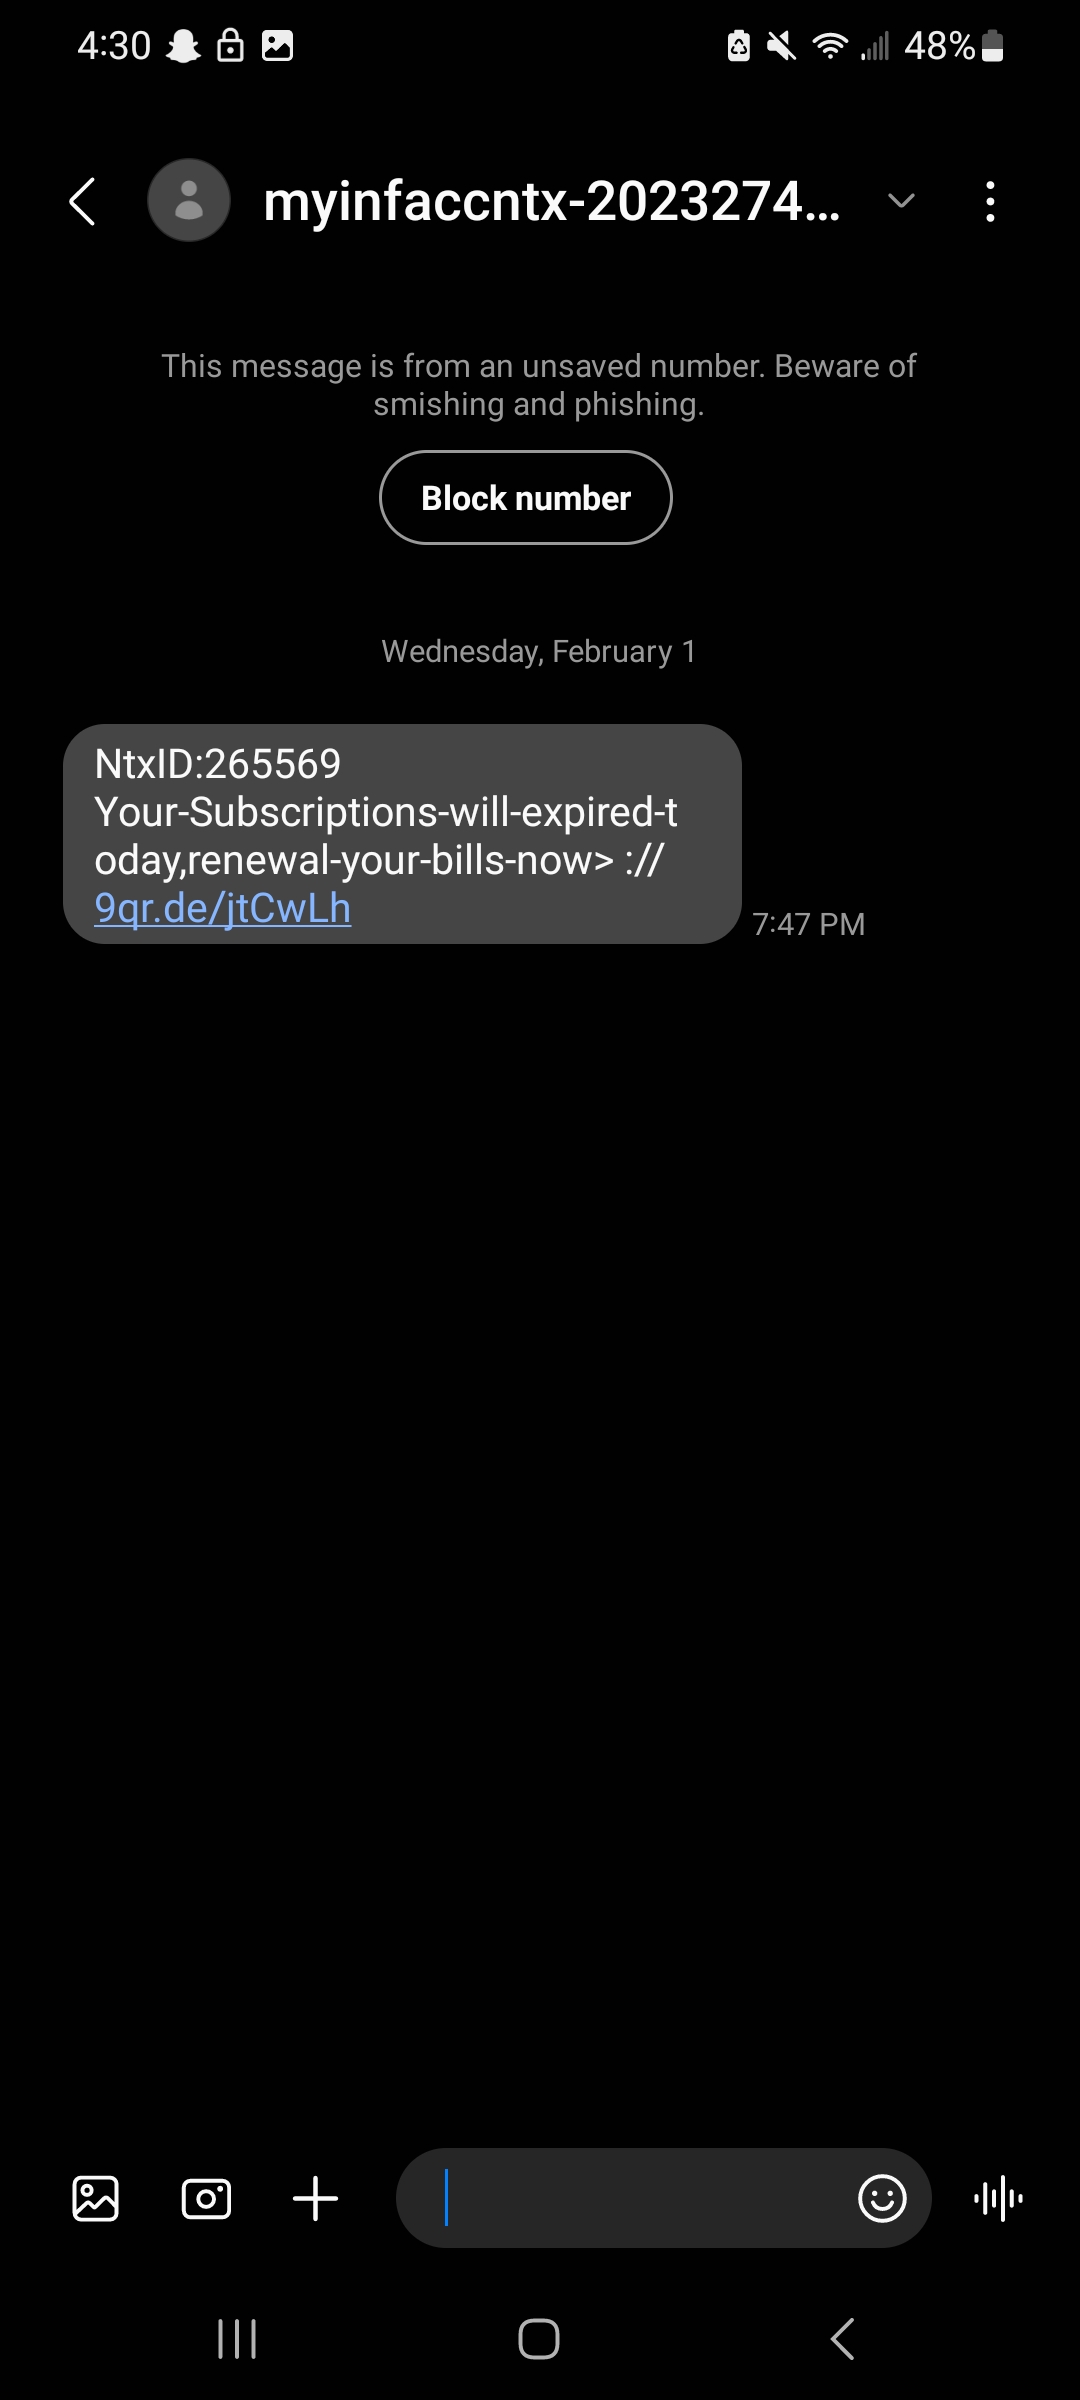 4:30 48%
myinfaccntx-2023274...
This message is from an unsaved number. Beware of
smishing and phishing.
Block number
Wednesday, February 1
NtxID:265569
Your-Subscriptions-will-expired-t
oday,renewal-your-bills-now> ://
9qr.de/jtCwLh
7:47 PM